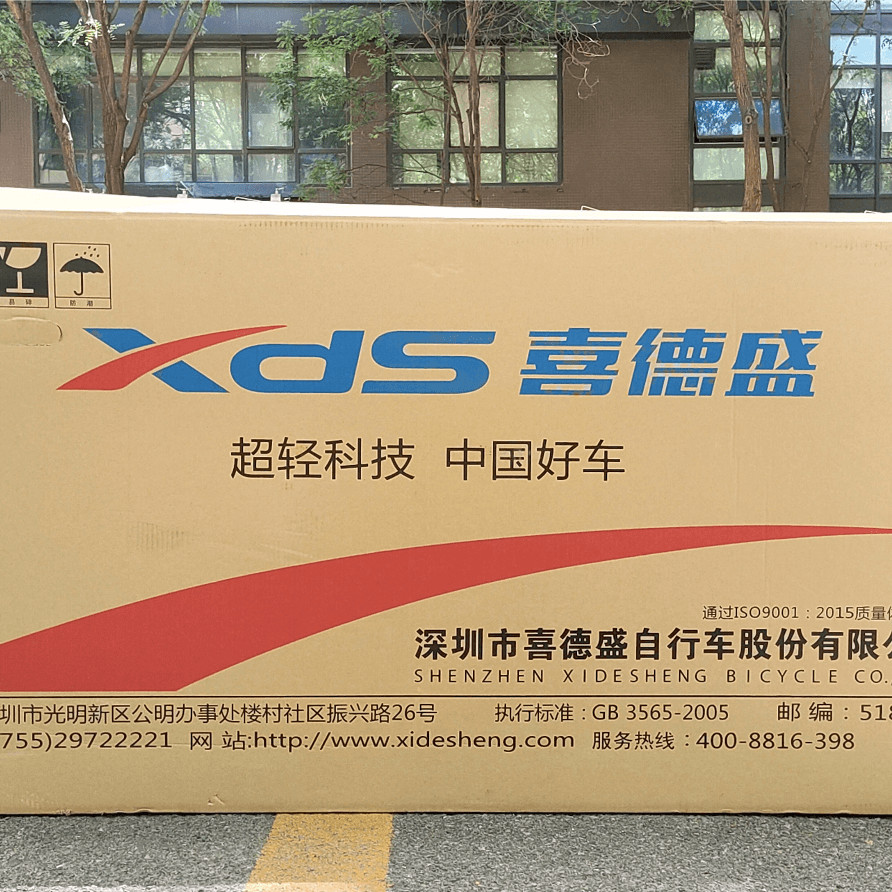 防 潮
xds 喜德盛
超轻科技 中国好车
通过ISO9001：2015质量
深圳市喜德盛自行车股份有限
SHENZHEN XIDESHENG BICYCLE CO.
圳市光明新区公明办事处楼村社区振兴路26号 执行标准：GB 3565-2005 邮 编：518
755)29722221 网 站:http://www.xidesheng.com 服务热线：400-8816-398